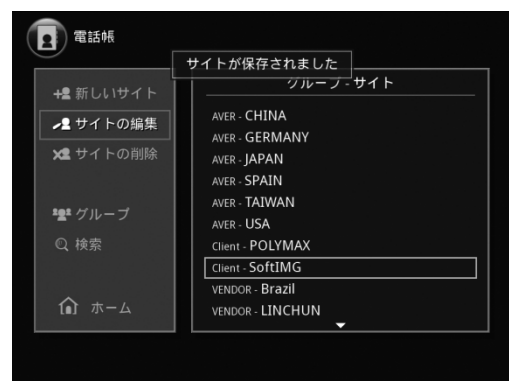 電話帳
サイトが保存されました
新しいサイト
サイトの編集
サイトの削除
グループ
検索
ホーム
グループ - サイト
AVER - CHINA
AVER - GERMANY
AVER - JAPAN
AVER - SPAIN
AVER - TAIWAN
AVER - USA
Client - POLYMAX
Client - SoftIMG
VENDOR - Brazil
VENDOR - LINCHUN